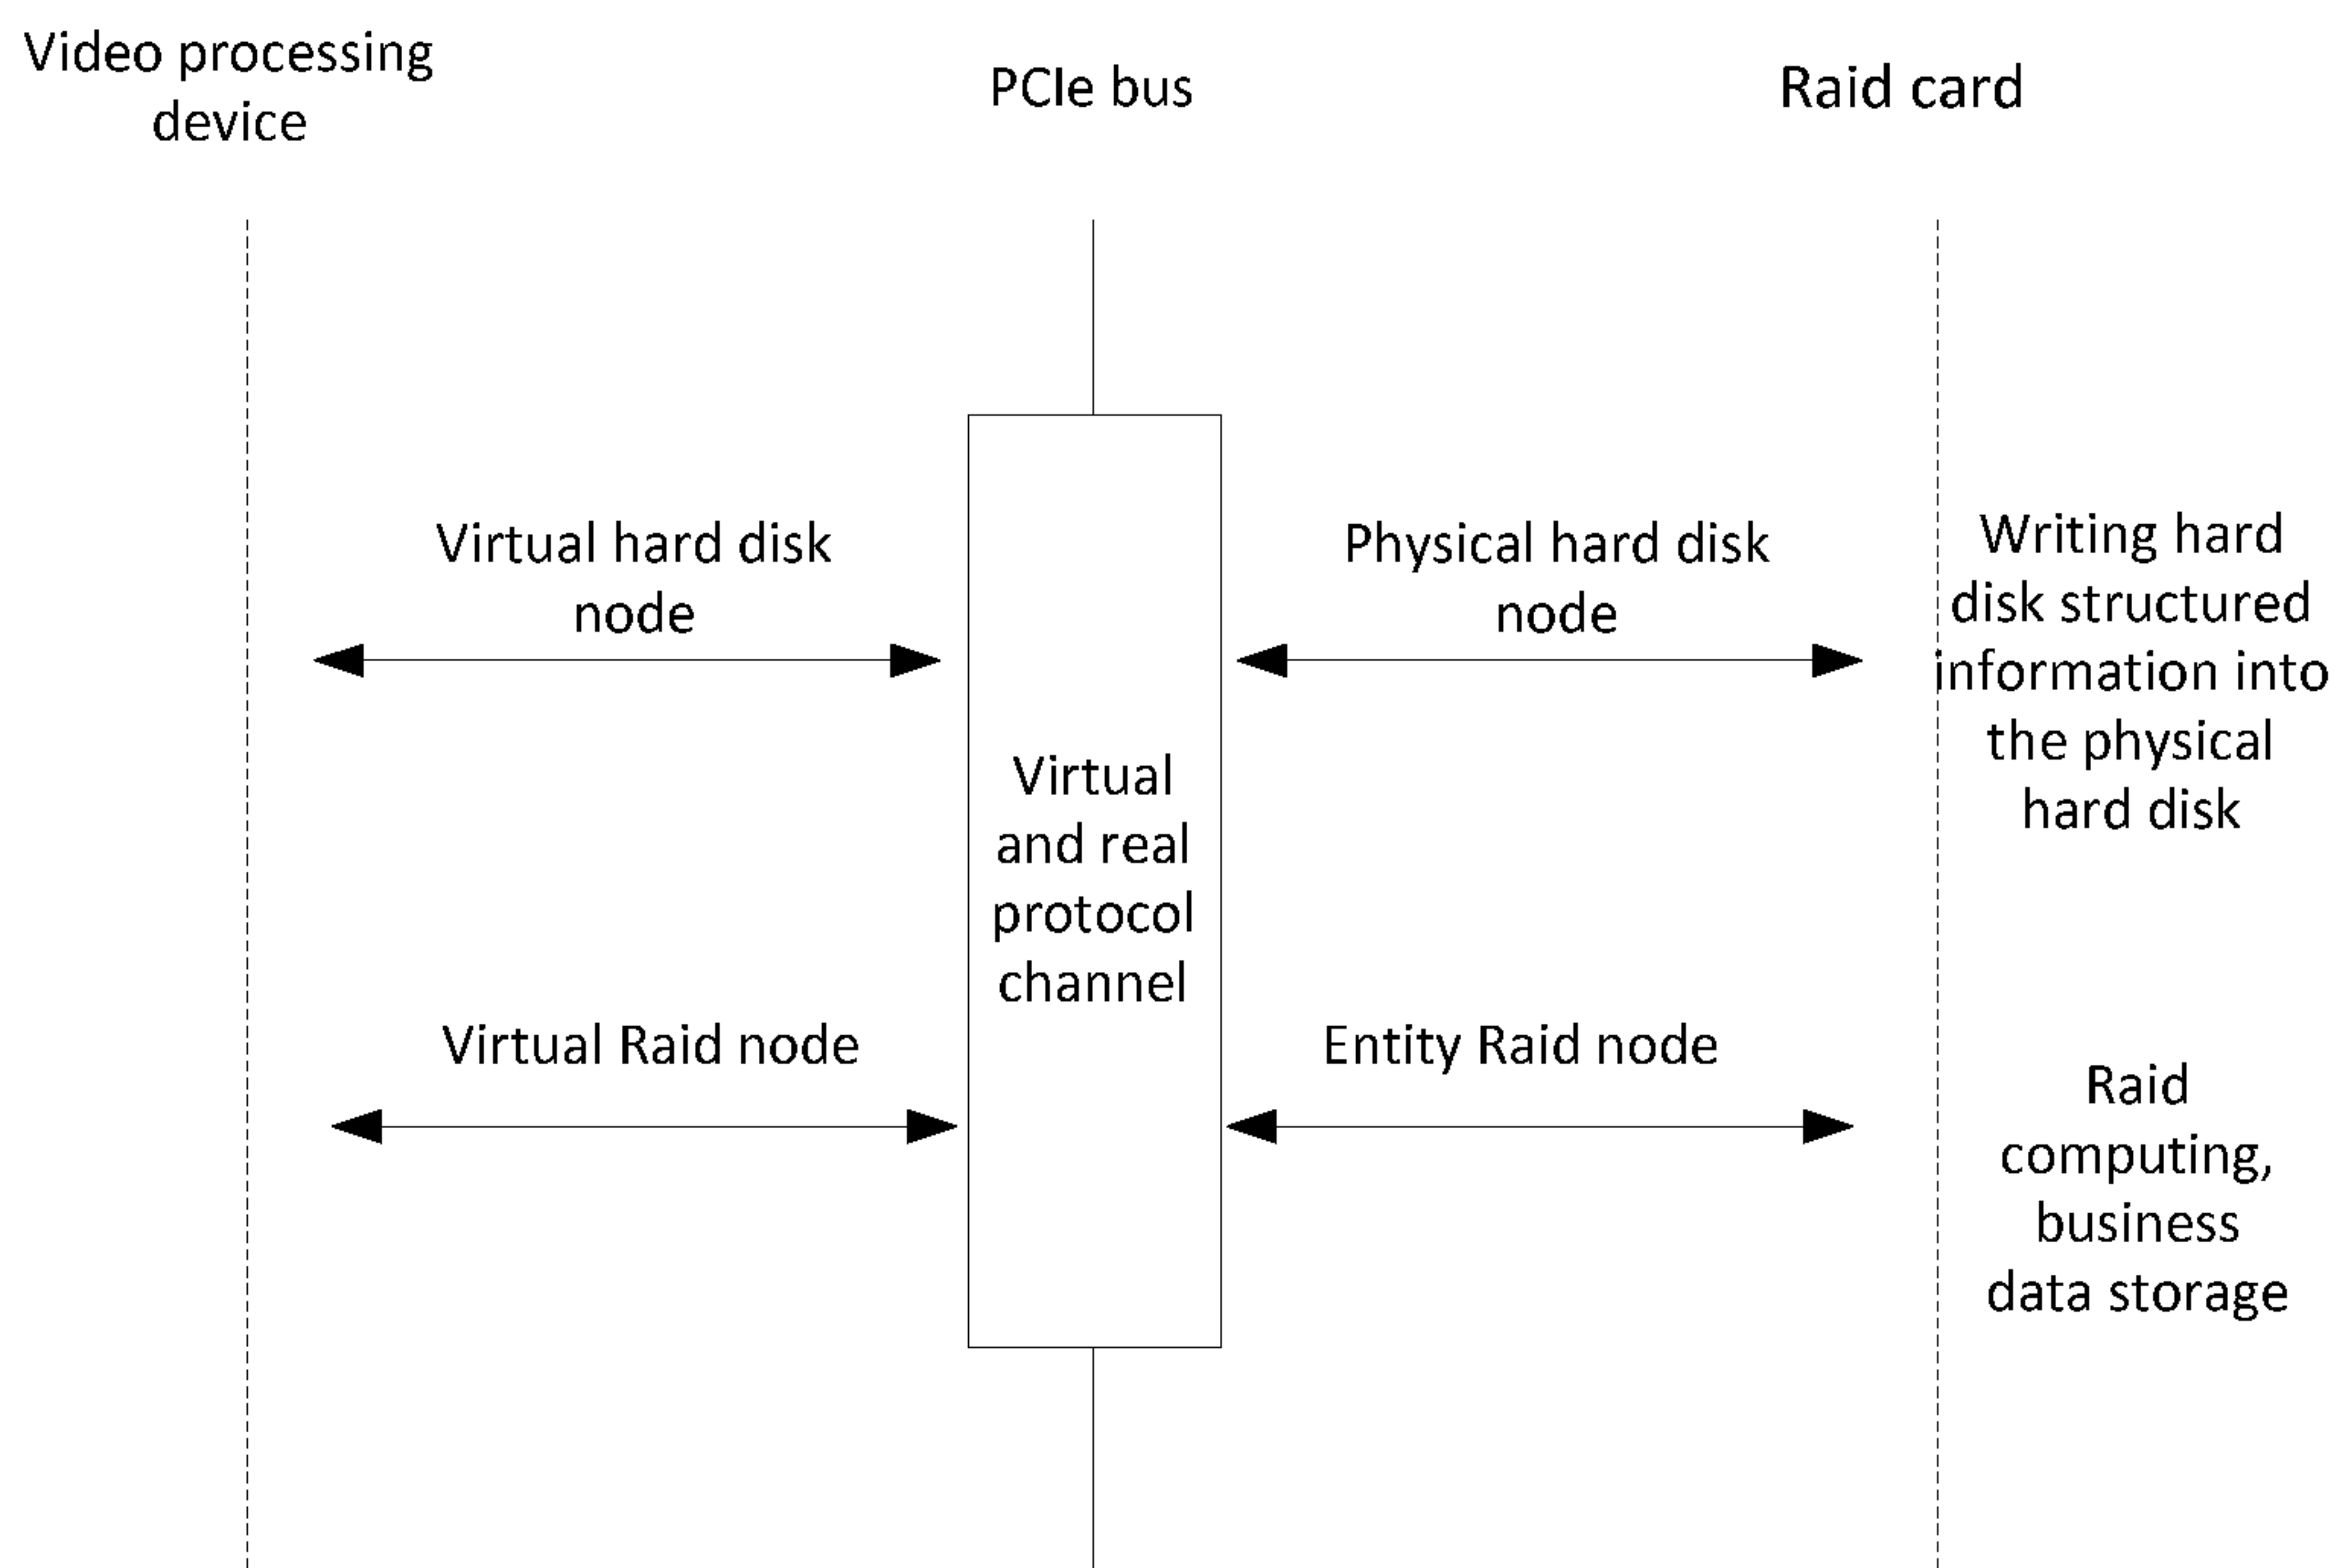 Video processing
device
PCIe bus
Raid card
Virtual hard disk
node
Physical hard disk
node
Writing hard
disk structured
information into
the physical
hard disk
Virtual
and real
protocol
channel
Virtual Raid node
Entity Raid node
Raid
computing,
business
data storage